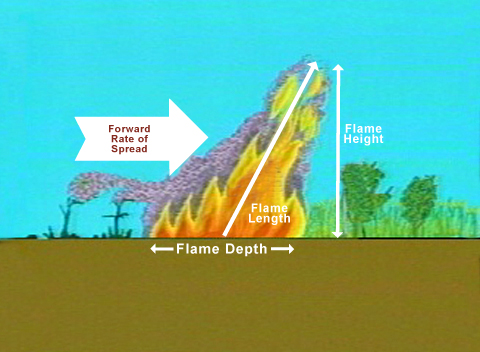 Forward
Rate of
Spread
Flame
Height
Flame
Length
Flame Depth